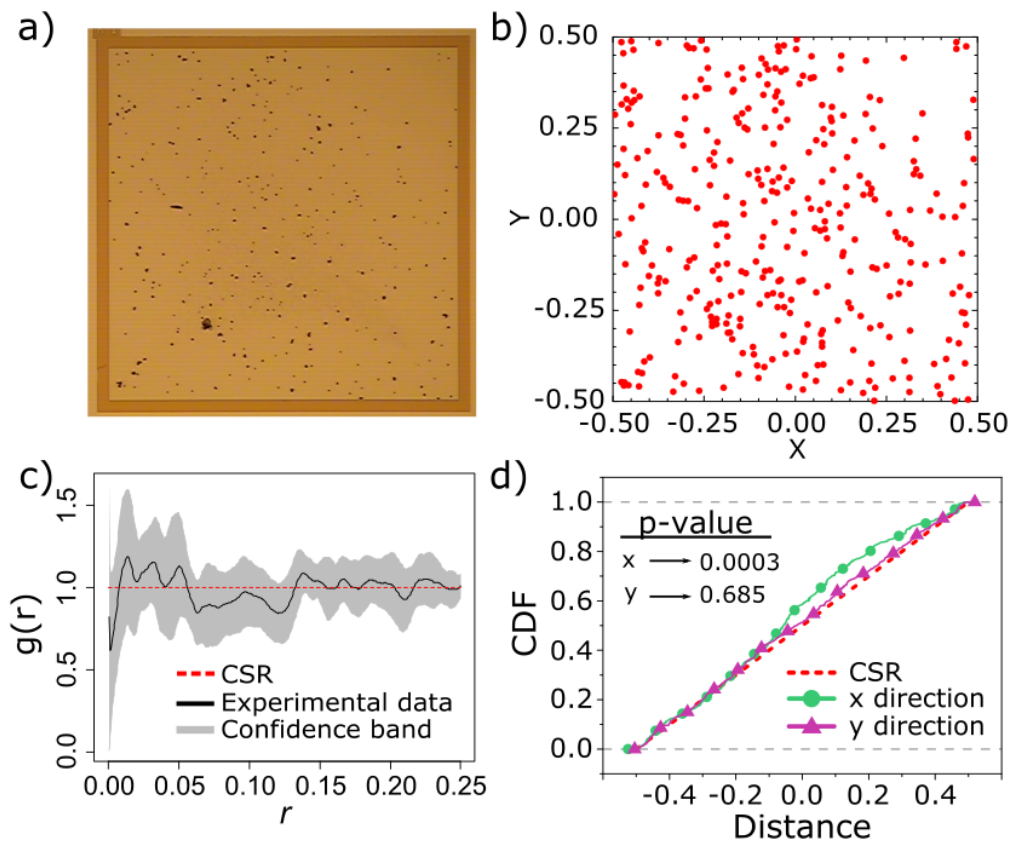 a)
b)
0.50
0.25
0.00
-0.25
-0.50
Y
-0.50 -0.25 0.00 0.25 0.50
X
c)
1.5
1.0
0.5
0.0
g(r)
CSR
Experimental data
Confidence band
0.00 0.05 0.10 0.15 0.20 0.25
r
d)
1.0
0.8
0.6
0.4
0.2
0.0
CDF
p-value
x → 0.0003
y → 0.685
CSR
x direction
y direction
-0.4 -0.2 0.0 0.2 0.4
Distance